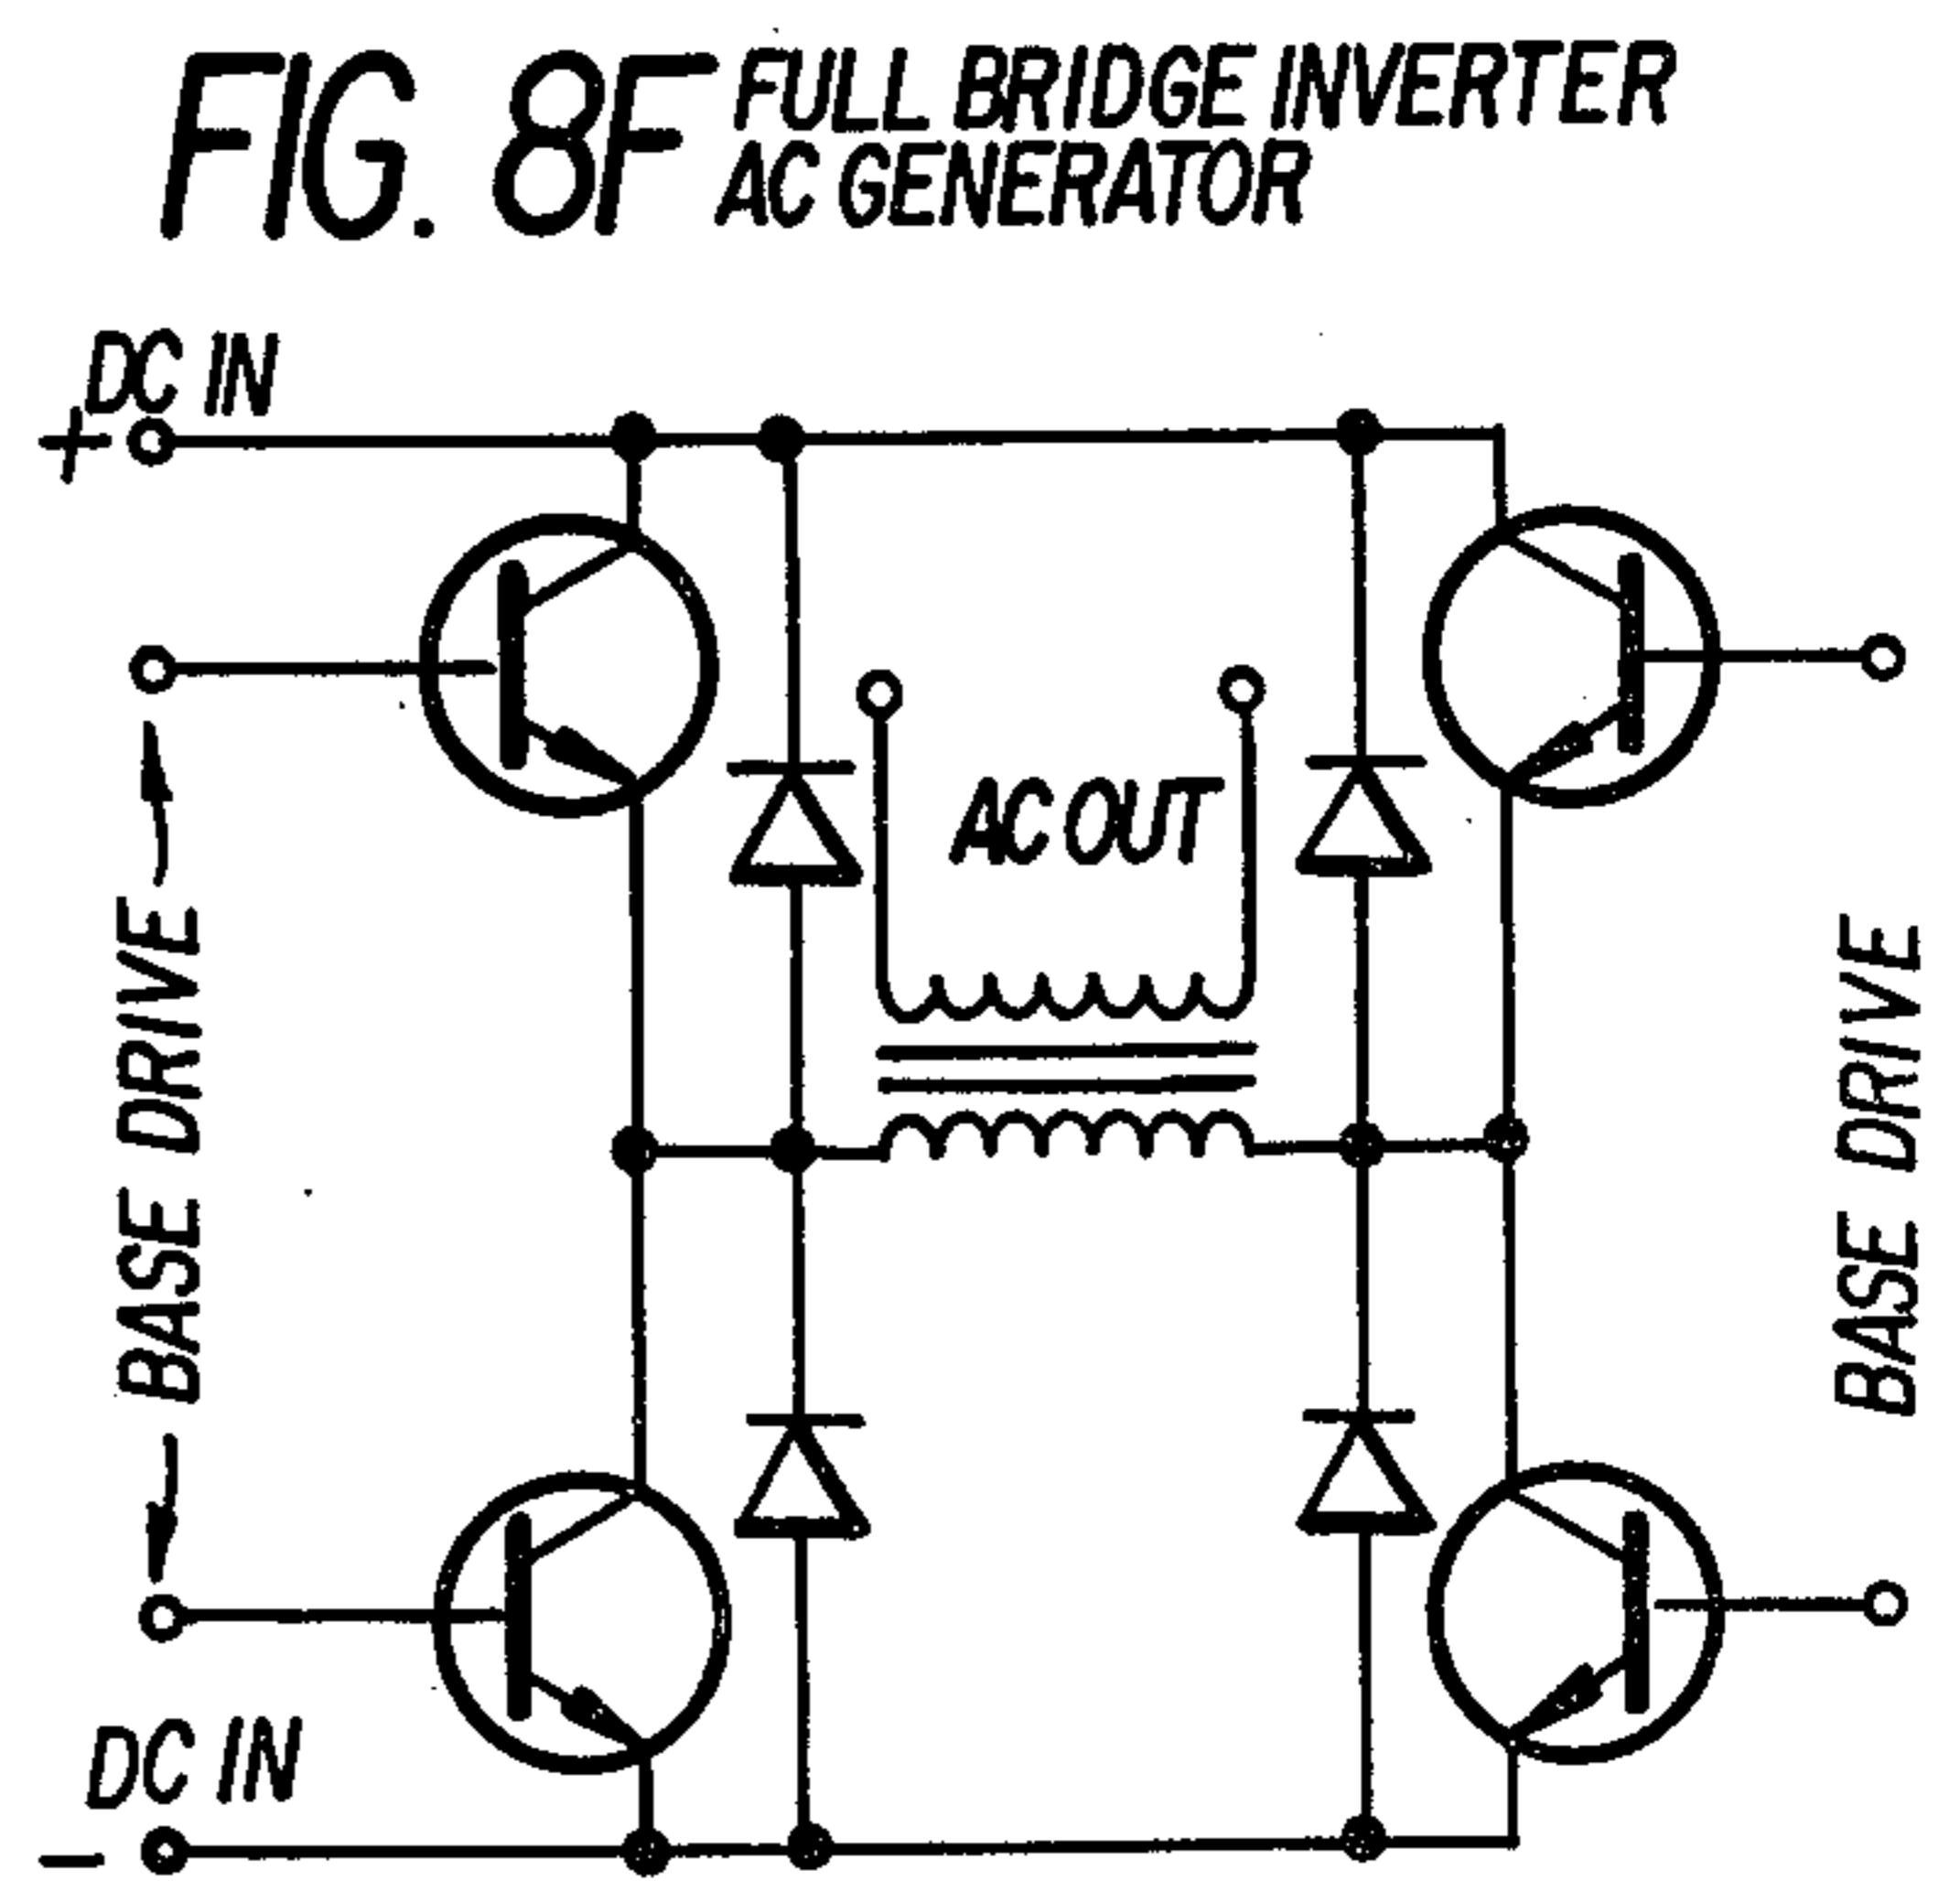 FIG. 8F FULL BRIDGE INVERTER
AC GENERATOR
DC IN
+
AC OUT
BASE DRIVE
BASE DRIVE
DC IN
-